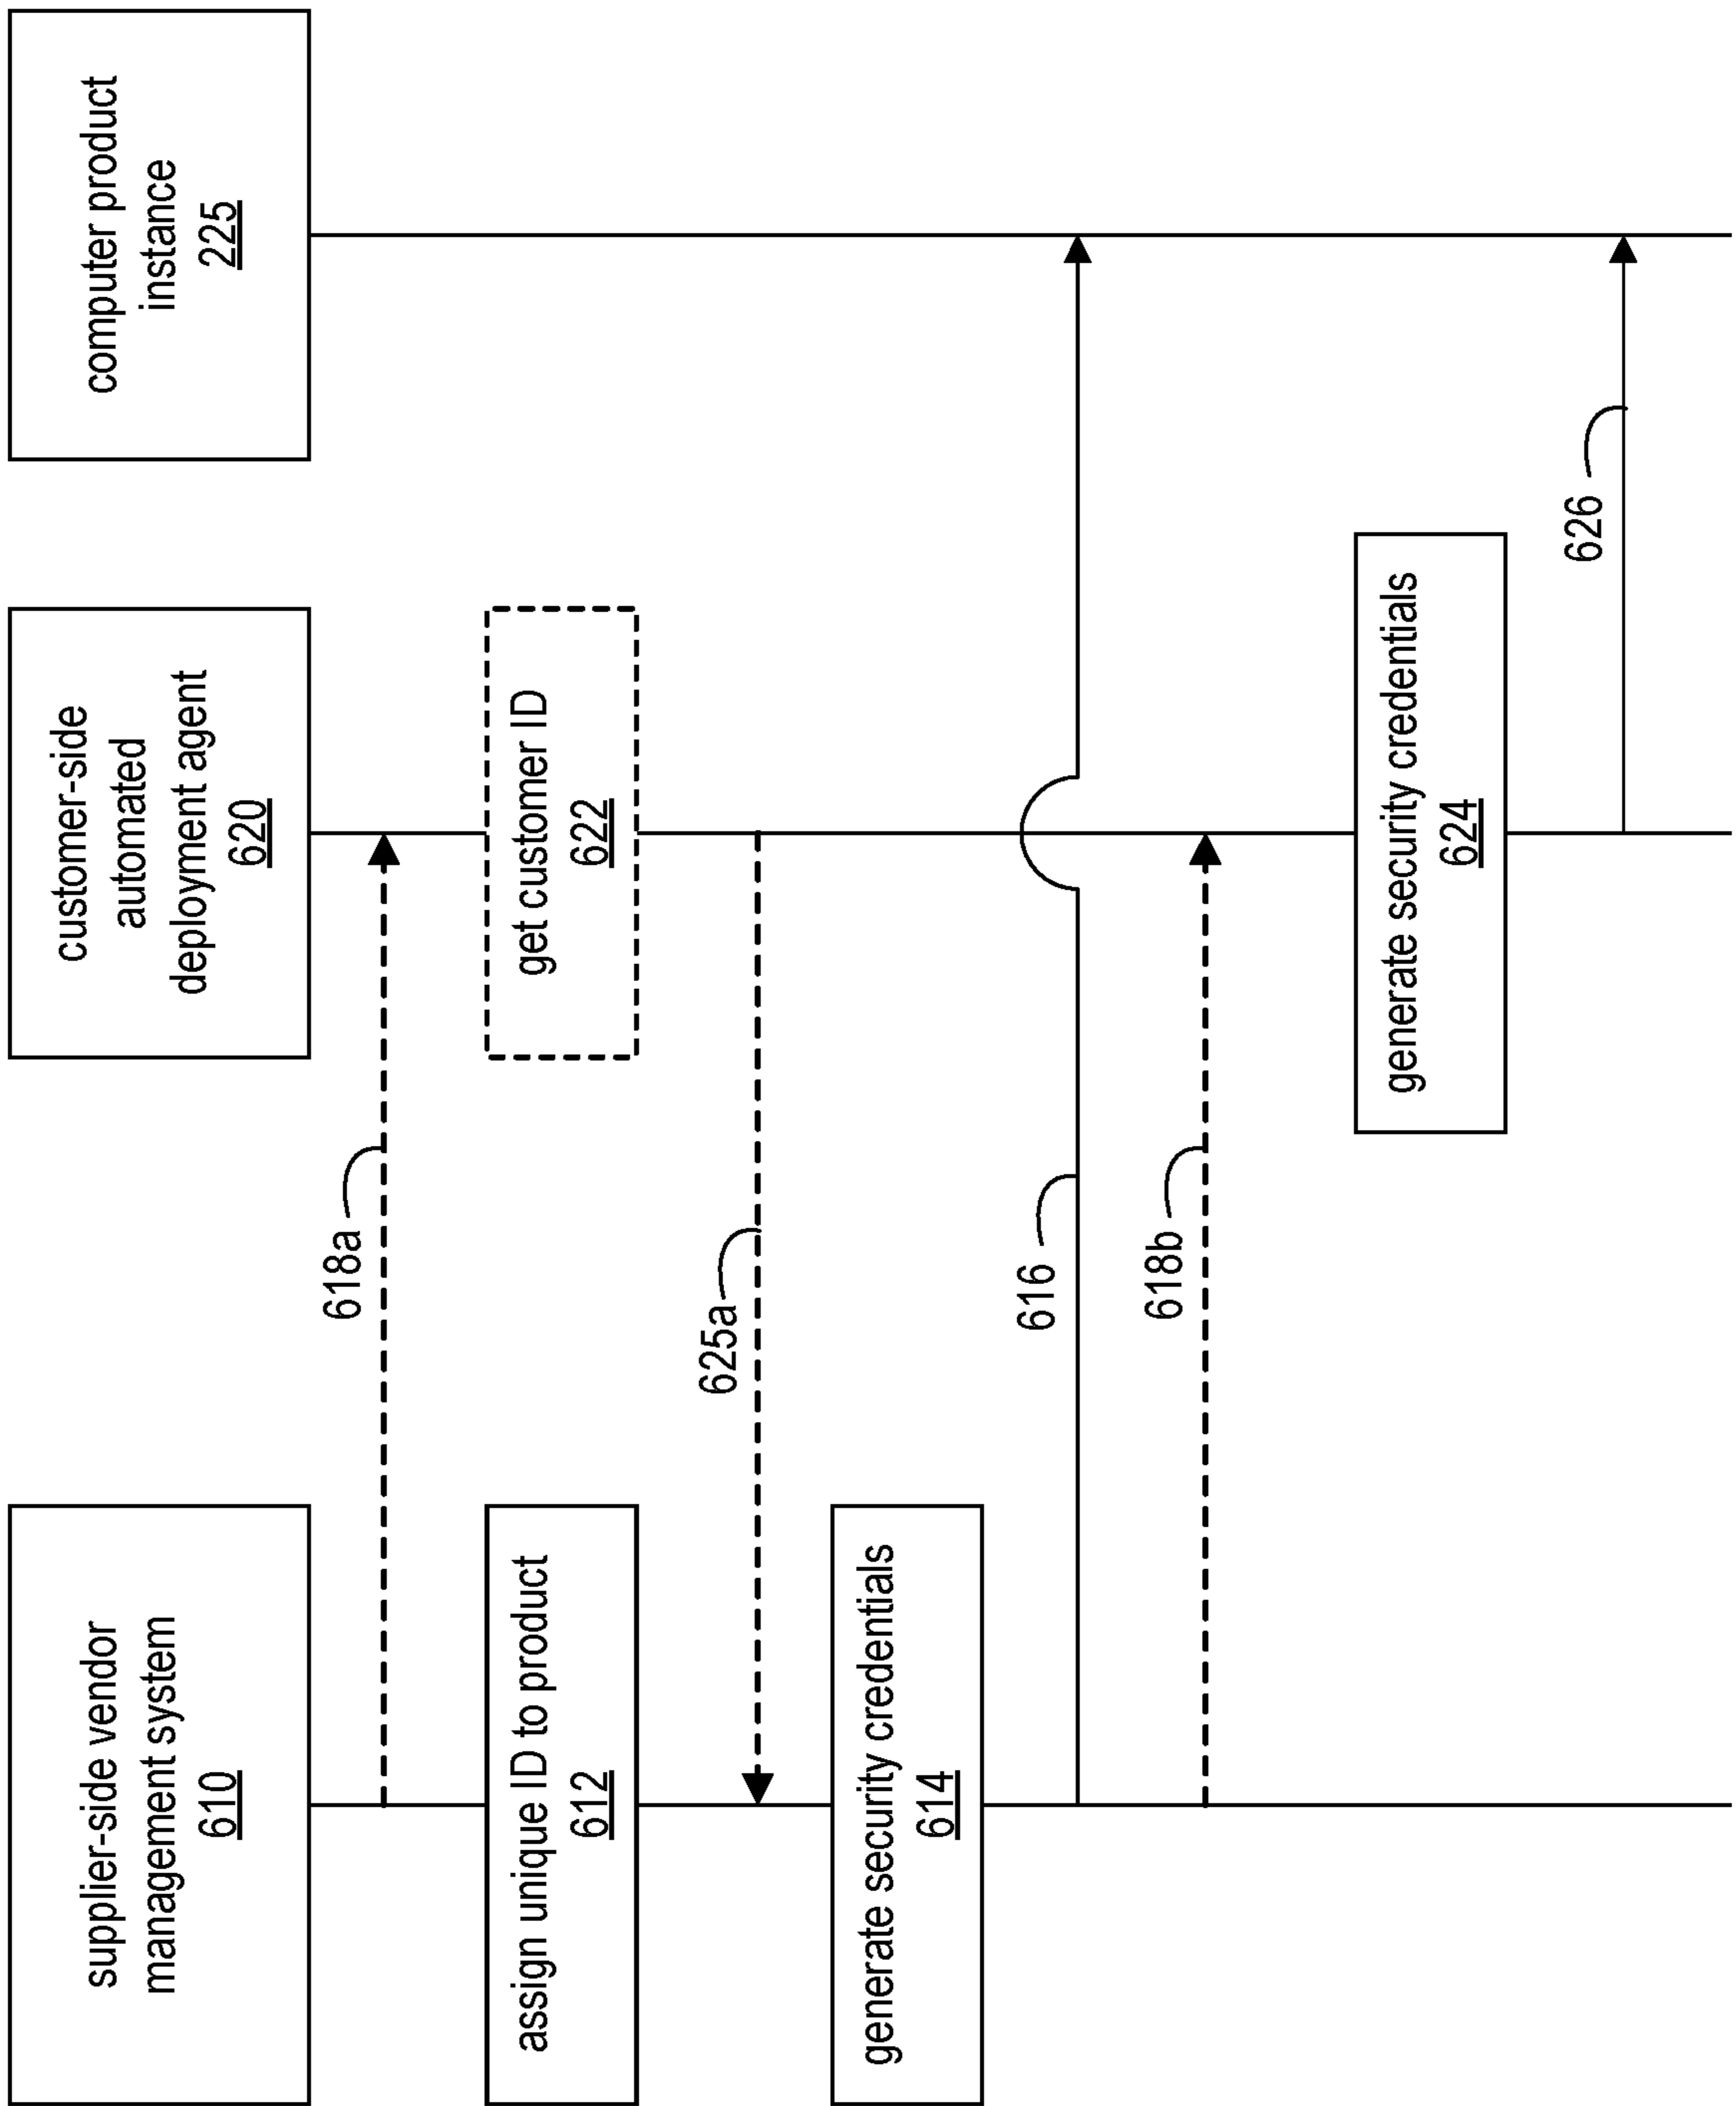 supplier-side vendor
management system
610
customer-side
automated
deployment agent
620
computer product
instance
225
618a
assign unique ID to product
612
get customer ID
622
625a
generate security credentials
614
616
618b
generate security credentials
624
626